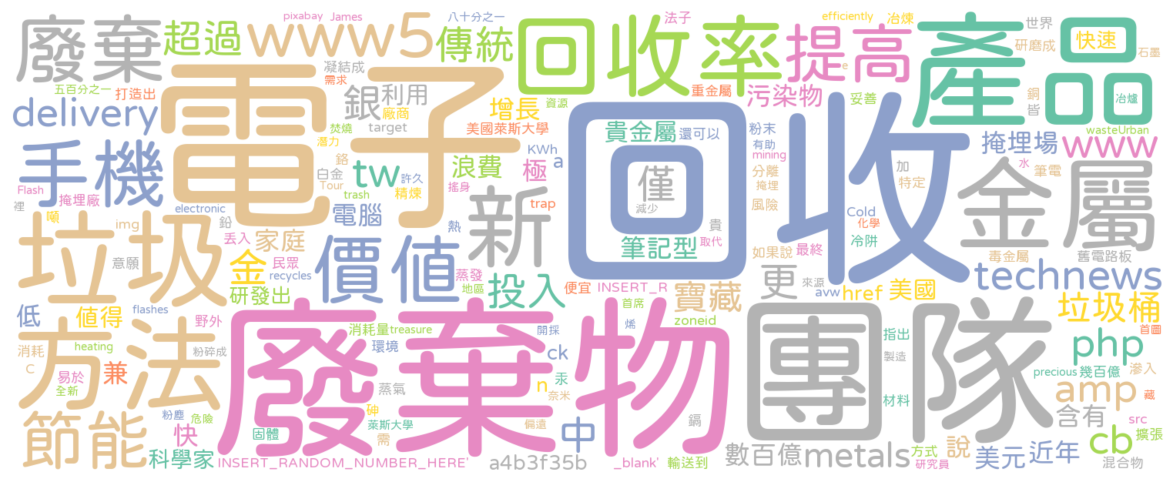 pixabay James 八十分之一 法子 efficiently 冶煉 世界
廢棄 超過 www5 傳統 回收率 提高 產品 快速
五百分之一 打造出 凝結成 需求 重金屬 e 研磨成 石墨
delivery 銀 利用 增長 資源 污染物 妥善 銅 皆 冶爐
焚燒 廠商 潛力 target 美國萊斯大學 貴金屬 還可以 粉末 有助 掩埋場 wasteUrban
手機 電子 回收 金屬 www
鉻 KWh mining
Flash 掩埋廠 白金 Tour 許久 精煉 tw 浪費 極 a 僅 減少 分離 掩埋 加 特定 水 筆電
裡 噸 electronic 鉛 電腦 trash 搖身 trap 新 風險 Cold 化學
img 丟入 家庭 熱 筆記型 貴 取代 冷阱 毒金屬
垃圾 意願 民眾 金 價值 蒸發 地區 如果說 最終 舊電路板
recycles 研發出 投入 便宜 INSERT_R 寶藏 更 來源 avw href 美國 technews
低 值得 flashes 野外 消耗量 treasure 首席 zoneid 垃圾桶
方法 廢棄物 團隊
消耗 heating 粉碎成 環境 開採 烯 ck 指出 製造 php 首圖
C 易於 全新 兼 蒸氣 汞 n 奈米 precious 幾百億 滲入
節能 粉塵 危險 砷 中 鎘 材料 amp 藏
快 固體 萊斯大學 需 偏遠 含有 src
科學家 INSERT_RANDOM_NUMBER_HERE' a4b3f35b _blank' 輸送到 數百億 metals 方式 研究員 說 美元 近年 cb 擴張 混合物